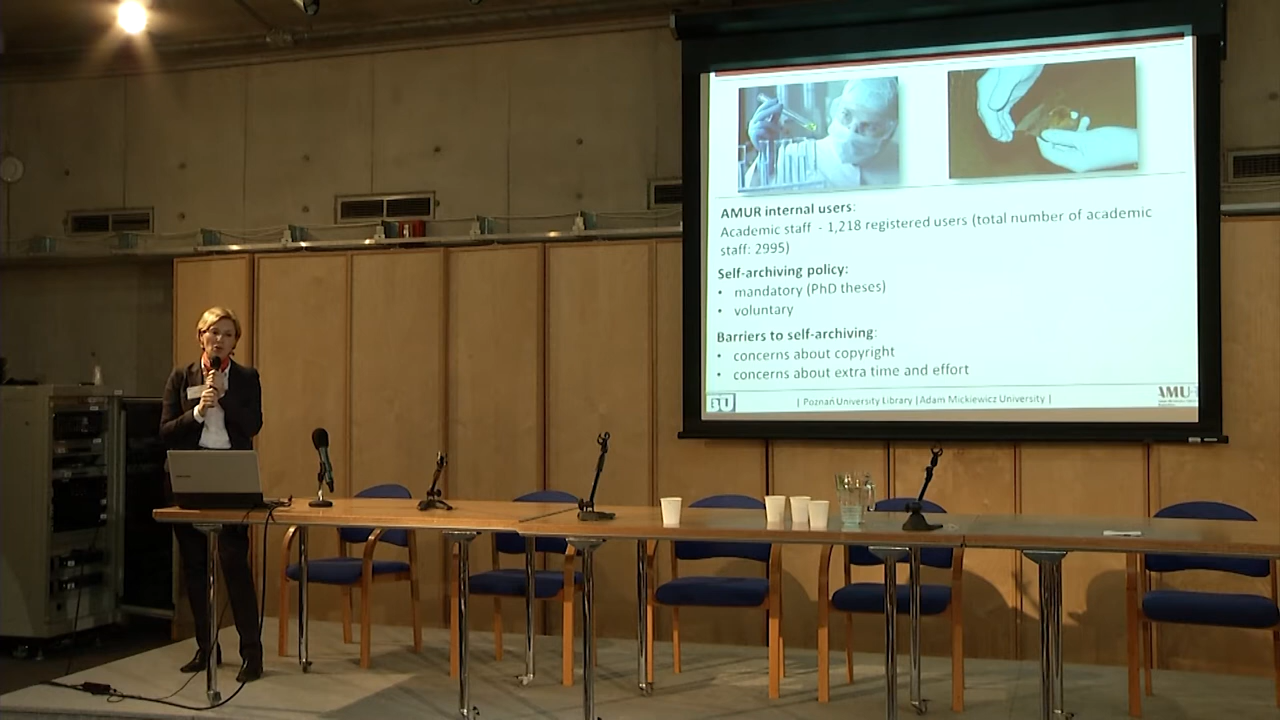 AMUR internal users:
Academic staff - 1,218 registered users (total number of academic
staff: 2995)
Self-archiving policy:
• mandatory (PhD theses)
• voluntary
Barriers to self-archiving:
• concerns about copyright
• concerns about extra time and effort
| Poznań University Library |Adam Mickiewicz University |
AMU